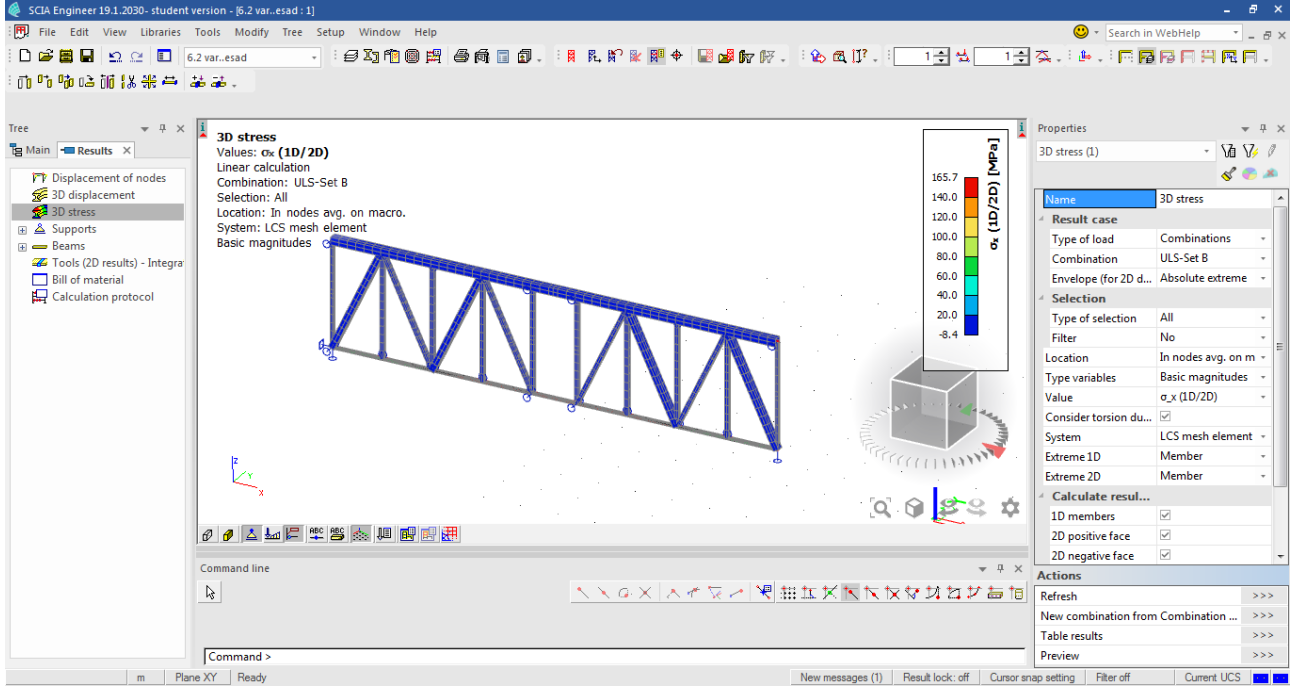 SCIA Engineer 19.1.2030- student version - [6.2 var..esad : 1]
File Edit View Libraries Tools Modify Tree Setup Window Help
Search in WebHelp
6.2 var..esad
1
1
Tree
Main
Results
Displacement of nodes
3D displacement
3D stress
Supports
Beams
Tools (2D results) - Integra
Bill of material
Calculation protocol
3D stress
Values: σx (1D/2D)
Linear calculation
Combination: ULS-Set B
Selection: All
Location: In nodes avg. on macro.
System: LCS mesh element
Basic magnitudes
165.7
140.0
120.0
100.0
80.0
60.0
40.0
20.0
-8.4
σx (1D/2D) [MPa]
z
Y
x
ABC
ABC
Command line
Command >
Properties
3D stress (1)
Name 3D stress
Result case
Type of load Combinations
Combination ULS-Set B
Envelope (for 2D d... Absolute extreme
Selection
Type of selection All
Filter No
Location In nodes avg. on m
Type variables Basic magnitudes
Value σ_x (1D/2D)
Consider torsion du...
System LCS mesh element
Extreme 1D Member
Extreme 2D Member
Calculate resul...
1D members
2D positive face
2D negative face
Actions
Refresh >>>
New combination from Combination ... >>>
Table results >>>
Preview >>>
m Plane XY Ready New messages (1) Result lock: off Cursor snap setting Filter off Current UCS